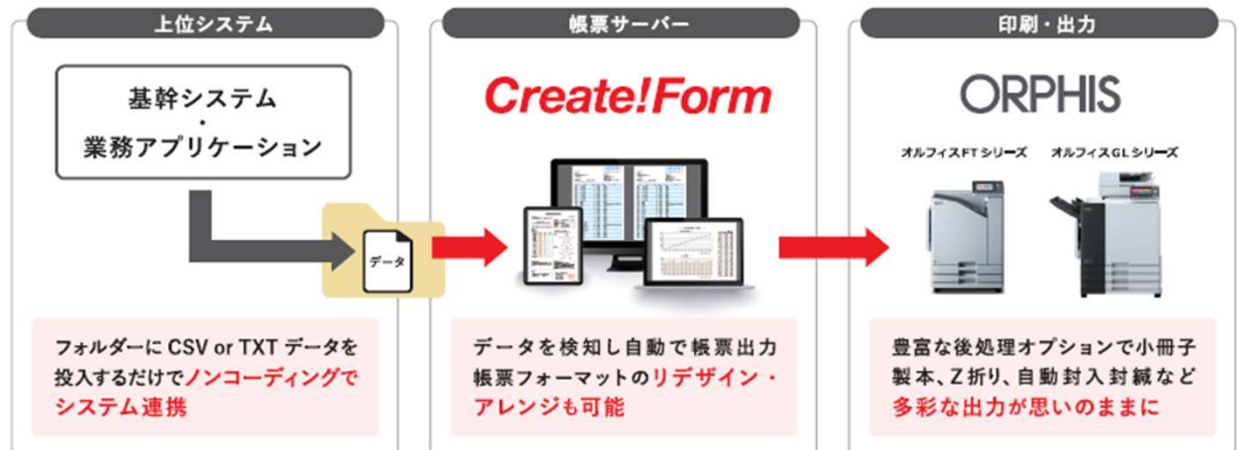 上位システム
基幹システム
・
業務アプリケーション
データ
フォルダーに CSV or TXT データを
投入するだけでノンコーディングで
システム連携
帳票サーバー
Create!Form
データを検知し自動で帳票出力
帳票フォーマットのリデザイン・
アレンジも可能
印刷・出力
ORPHIS
オルフィスFTシリーズ
オルフィスGLシリーズ
豊富な後処理オプションで小冊子
製本、Z折り、自動封入封緘など
多彩な出力が思いのままに